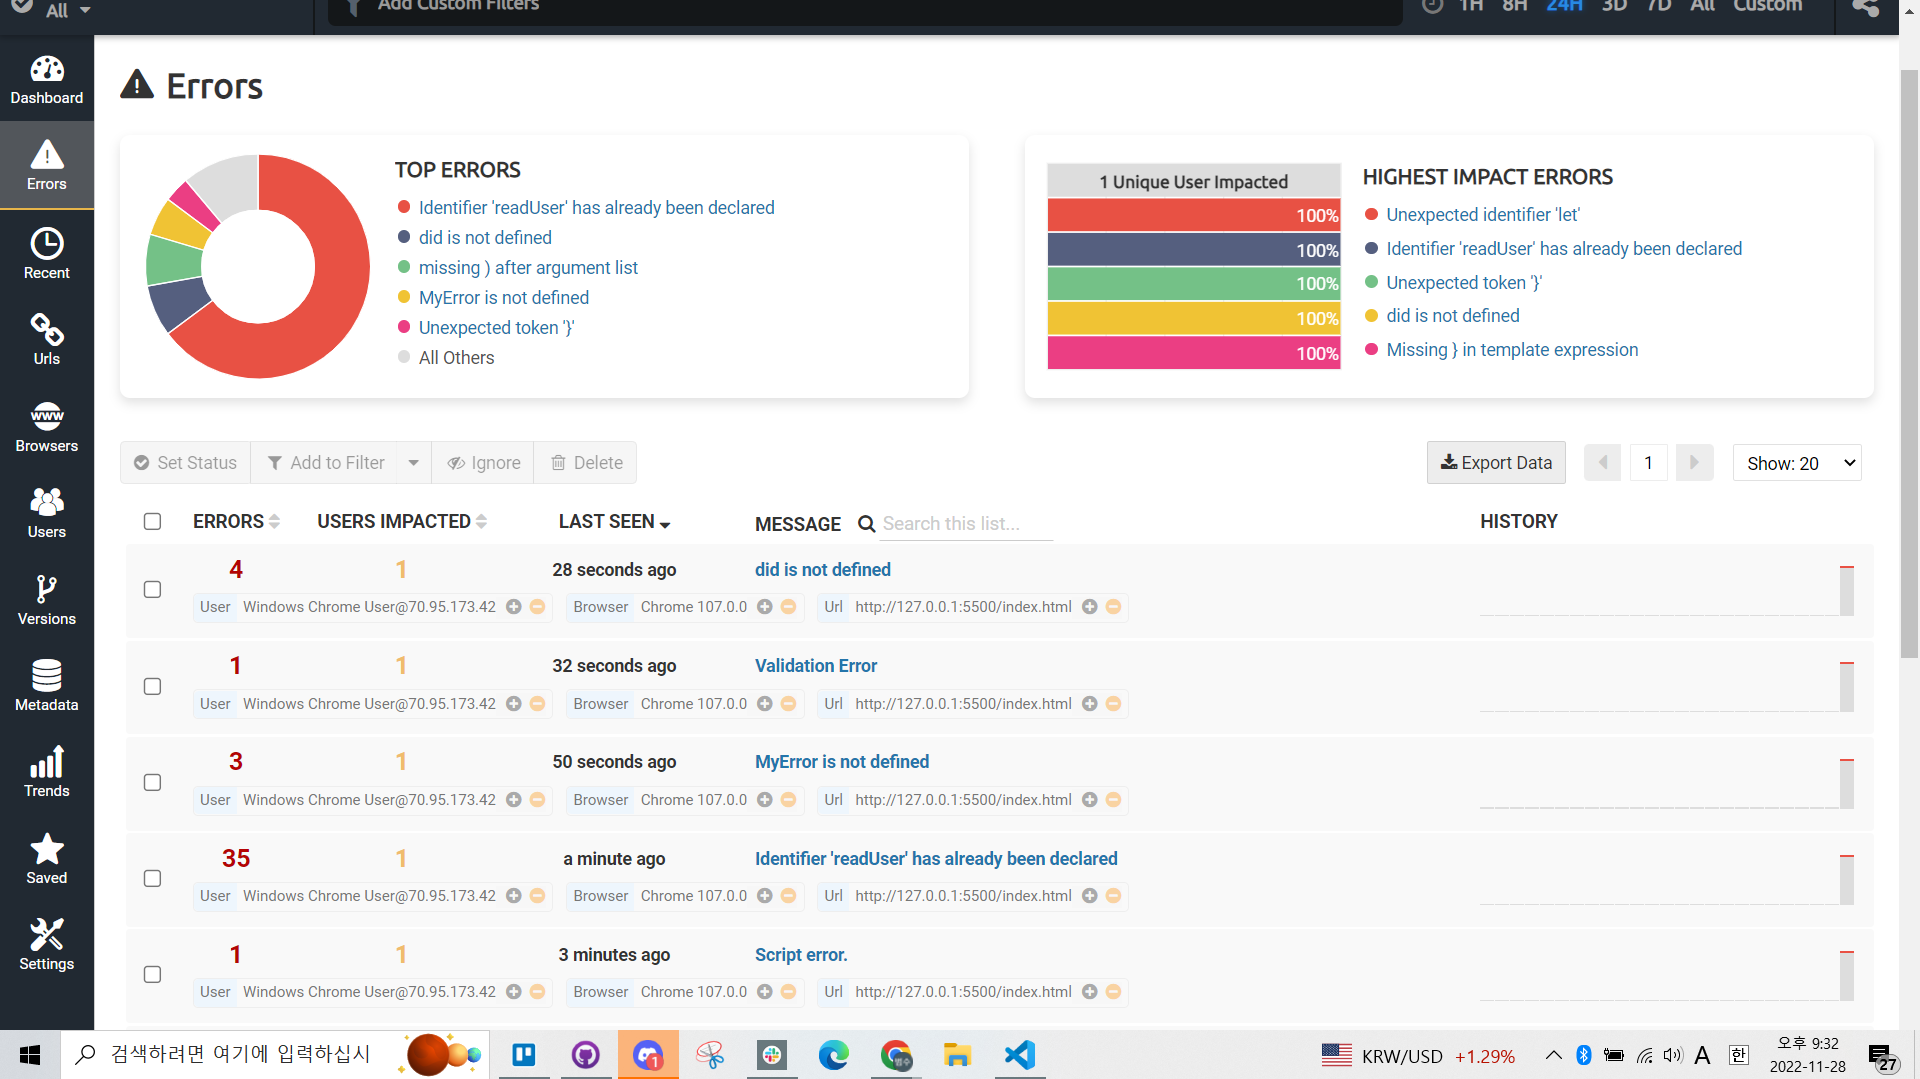 All
Add Custom Filters
1H 8H 24H 3D 7D All Custom
Dashboard
Errors
Recent
Urls
www
Browsers
Users
Versions
Metadata
Trends
Saved
Settings
Errors
TOP ERRORS
Identifier 'readUser' has already been declared
did is not defined
missing ) after argument list
MyError is not defined
Unexpected token '}'
All Others
1 Unique User Impacted
100%
100%
100%
100%
100%
HIGHEST IMPACT ERRORS
Unexpected identifier 'let'
Identifier 'readUser' has already been declared
Unexpected token '}'
did is not defined
Missing } in template expression
Set Status Add to Filter Ignore Delete
Export Data 1 Show: 20
ERRORS USERS IMPACTED LAST SEEN MESSAGE Search this list... HISTORY
4 1 28 seconds ago did is not defined
User Windows Chrome User@70.95.173.42 Browser Chrome 107.0.0 Url http://127.0.0.1:5500/index.html
1 1 32 seconds ago Validation Error
User Windows Chrome User@70.95.173.42 Browser Chrome 107.0.0 Url http://127.0.0.1:5500/index.html
3 1 50 seconds ago MyError is not defined
User Windows Chrome User@70.95.173.42 Browser Chrome 107.0.0 Url http://127.0.0.1:5500/index.html
35 1 a minute ago Identifier 'readUser' has already been declared
User Windows Chrome User@70.95.173.42 Browser Chrome 107.0.0 Url http://127.0.0.1:5500/index.html
1 1 3 minutes ago Script error.
User Windows Chrome User@70.95.173.42 Browser Chrome 107.0.0 Url http://127.0.0.1:5500/index.html
검색하려면 여기에 입력하십시
1
KRW/USD +1.29%
A 한
오후 9:32
2022-11-28
27